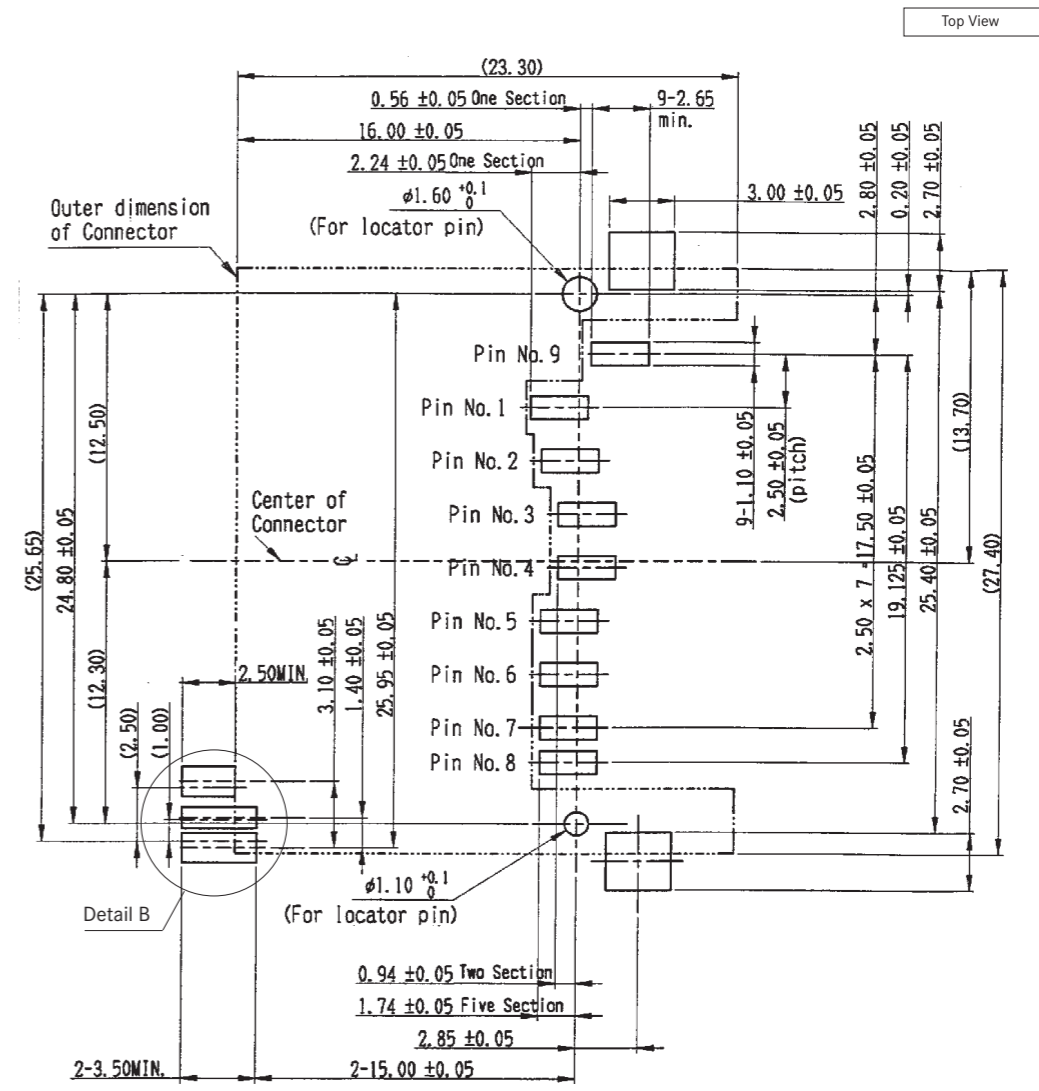 Top View
(23.30)
0.56 ±0.05 One Section
9-2.65
min.
16.00 ±0.05
2.24 ±0.05 One Section
ø1.60 +0.1 0
(For locator pin)
3.00 ±0.05
2.80 ±0.05
0.20 ±0.05
2.70 ±0.05
Outer dimension
of Connector
Pin No.9
Pin No.1
Pin No.2
Pin No.3
Pin No.4
Pin No.5
Pin No.6
Pin No.7
Pin No.8
(12.50)
Center of
Connector
℄
9-1.10 ±0.05
2.50 ±0.05
(pitch)
(13.70)
(25.65)
24.80 ±0.05
(12.30)
2.50MIN.
3.10 ±0.05
1.40 ±0.05
25.95 ±0.05
2.50 x 7 =17.50 ±0.05
19.125 ±0.05
25.40 ±0.05
(27.40)
(2.50)
(1.00)
2.70 ±0.05
Detail B
ø1.10 +0.1 0
(For locator pin)
0.94 ±0.05 Two Section
1.74 ±0.05 Five Section
2.85 ±0.05
2-3.50MIN.
2-15.00 ±0.05